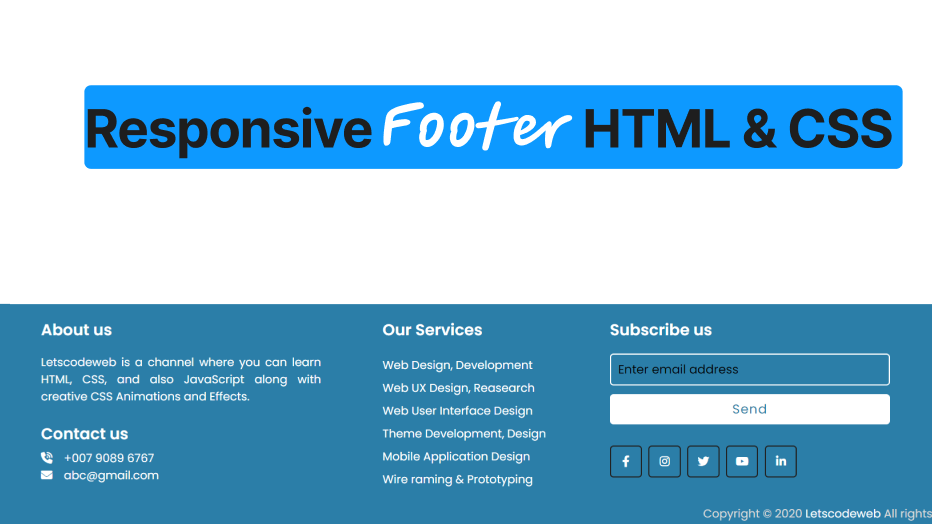 Responsive Footer HTML & CSS
About us
Letscodeweb is a channel where you can learn
HTML, CSS, and also JavaScript along with
creative CSS Animations and Effects.
Contact us
+007 9089 6767
abc@gmail.com
Our Services
Web Design, Development
Web UX Design, Reasearch
Web User Interface Design
Theme Development, Design
Mobile Application Design
Wire raming & Prototyping
Subscribe us
Enter email address
Send
Copyright © 2020 Letscodeweb All rights